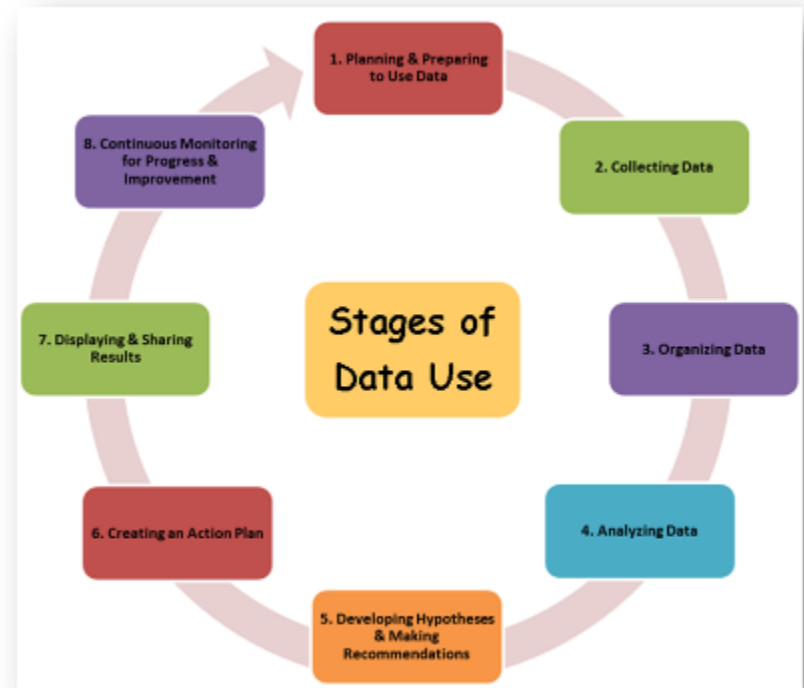 1. Planning & Preparing
to Use Data
2. Collecting Data
3. Organizing Data
4. Analyzing Data
5. Developing Hypotheses
& Making
Recommendations
6. Creating an Action Plan
7. Displaying & Sharing
Results
8. Continuous Monitoring
for Progress &
Improvement
Stages of
Data Use